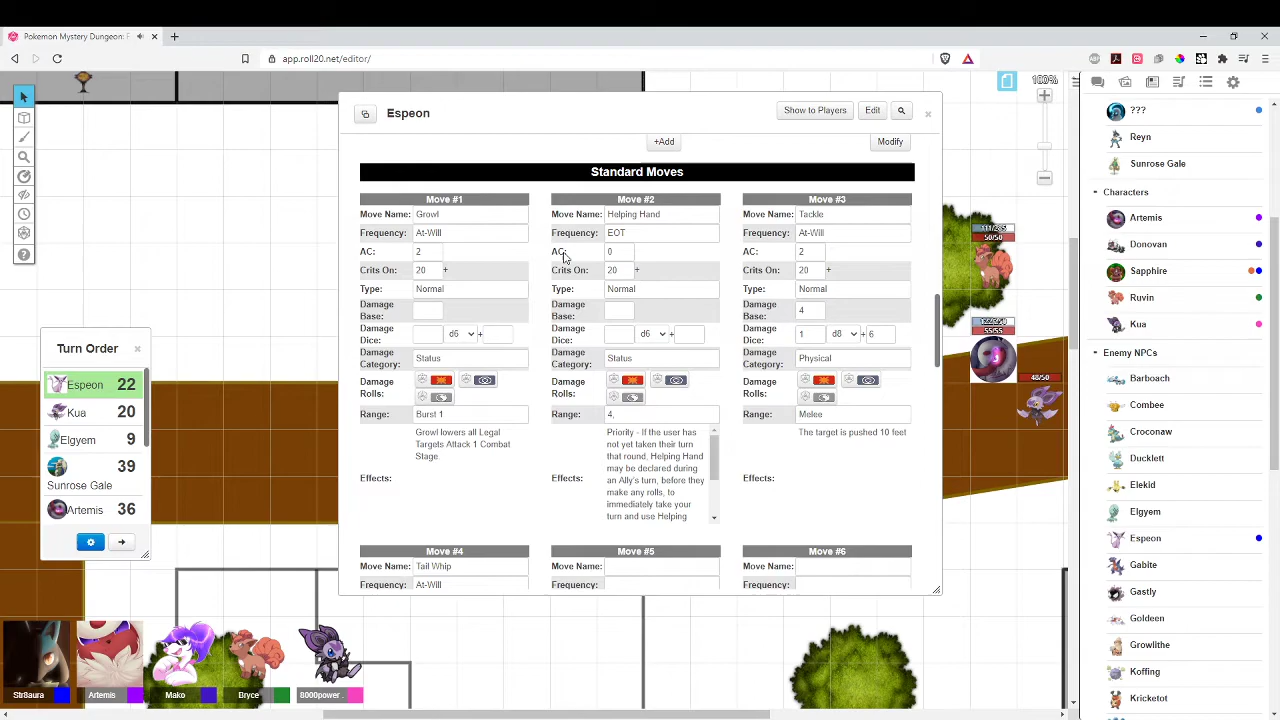 Pokemon Mystery Dungeon: F
app.roll20.net/editor/
100%
Espeon
Show to Players
Edit
+Add
Modify
Standard Moves
Move #1
Move Name: Growl
Frequency: At-Will
AC: 2
Crits On: 20 +
Type: Normal
Damage Base:
Damage Dice: d6 +
Damage Category: Status
Damage Rolls:
Range: Burst 1
Growl lowers all Legal
Targets Attack 1 Combat
Stage.
Effects:
Move #2
Move Name: Helping Hand
Frequency: EOT
AC: 0
Crits On: 20 +
Type: Normal
Damage Base:
Damage Dice: d6 +
Damage Category: Status
Damage Rolls:
Range: 4,
Priority - If the user has
not yet taken their turn
that round, Helping Hand
may be declared during
an Ally's turn, before they
make any rolls, to
immediately take your
turn and use Helping
Effects:
Move #3
Move Name: Tackle
Frequency: At-Will
AC: 2
Crits On: 20 +
Type: Normal
Damage Base: 4
Damage Dice: 1 d8 + 6
Damage Category: Physical
Damage Rolls:
Range: Melee
The target is pushed 10 feet
Effects:
Move #4
Move Name: Tail Whip
Frequency: At-Will
Move #5
Move Name:
Frequency:
Move #6
Move Name:
Frequency:
Turn Order
Espeon 22
Kua 20
Elgyem 9
39
Sunrose Gale
Artemis 36
50/50
55/55
48/50
???
Reyn
Sunrose Gale
Characters
Artemis
Donovan
Sapphire
Ruvin
Kua
Enemy NPCs
Barboach
Combee
Croconaw
Ducklett
Elekid
Elgyem
Espeon
Gabite
Gastly
Goldeen
Growlithe
Koffing
Kricketot
Str8aura
Artemis
Mako
Bryce
8000power .